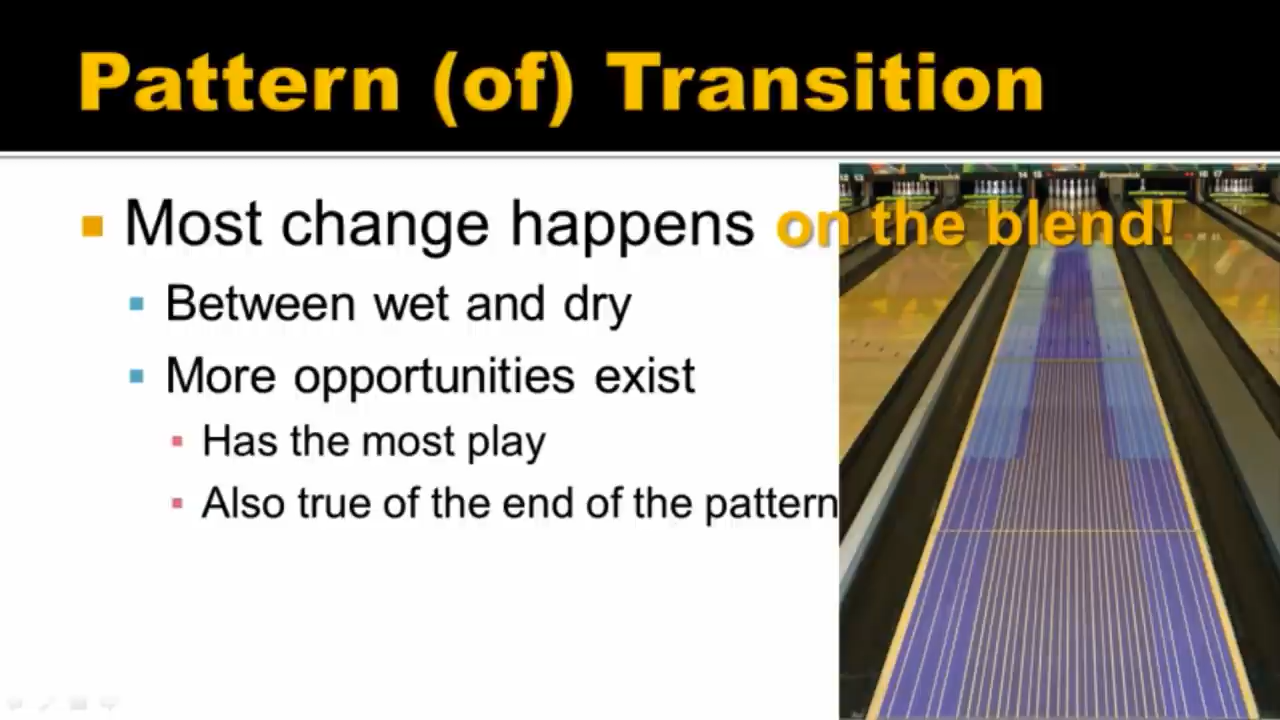 Pattern (of) Transition
Most change happens on the blend!
Between wet and dry
More opportunities exist
Has the most play
Also true of the end of the pattern